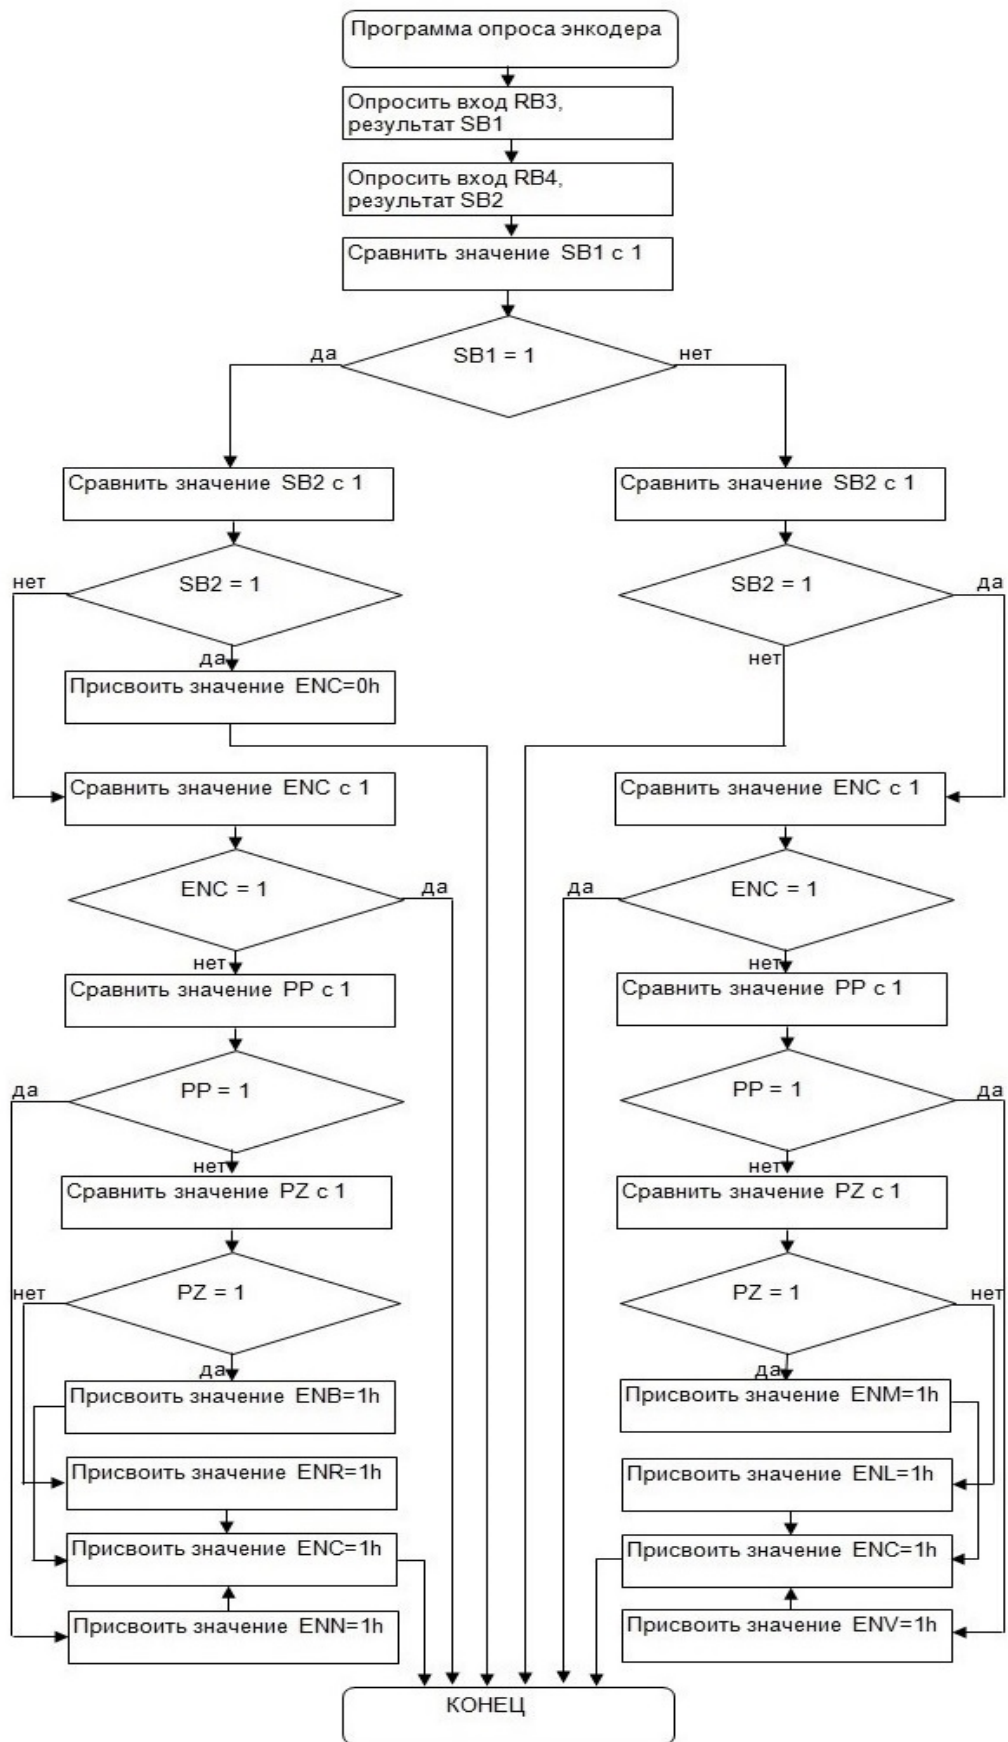 Программа опроса энкодера
Опросить вход RB3,
результат SB1
Опросить вход RB4,
результат SB2
Сравнить значение SB1 с 1
да
SB1 = 1
нет
Сравнить значение SB2 с 1
Сравнить значение SB2 с 1
нет
SB2 = 1
SB2 = 1
да
да
нет
Присвоить значение ENC=0h
Сравнить значение ENC с 1
Сравнить значение ENC с 1
ENC = 1
да
да
ENC = 1
нет
нет
Сравнить значение PP с 1
Сравнить значение PP с 1
да
PP = 1
PP = 1
да
нет
нет
Сравнить значение PZ с 1
Сравнить значение PZ с 1
нет
PZ = 1
PZ = 1
нет
да
да
Присвоить значение ENB=1h
Присвоить значение ENM=1h
Присвоить значение ENR=1h
Присвоить значение ENL=1h
Присвоить значение ENC=1h
Присвоить значение ENC=1h
Присвоить значение ENN=1h
Присвоить значение ENV=1h
КОНЕЦ